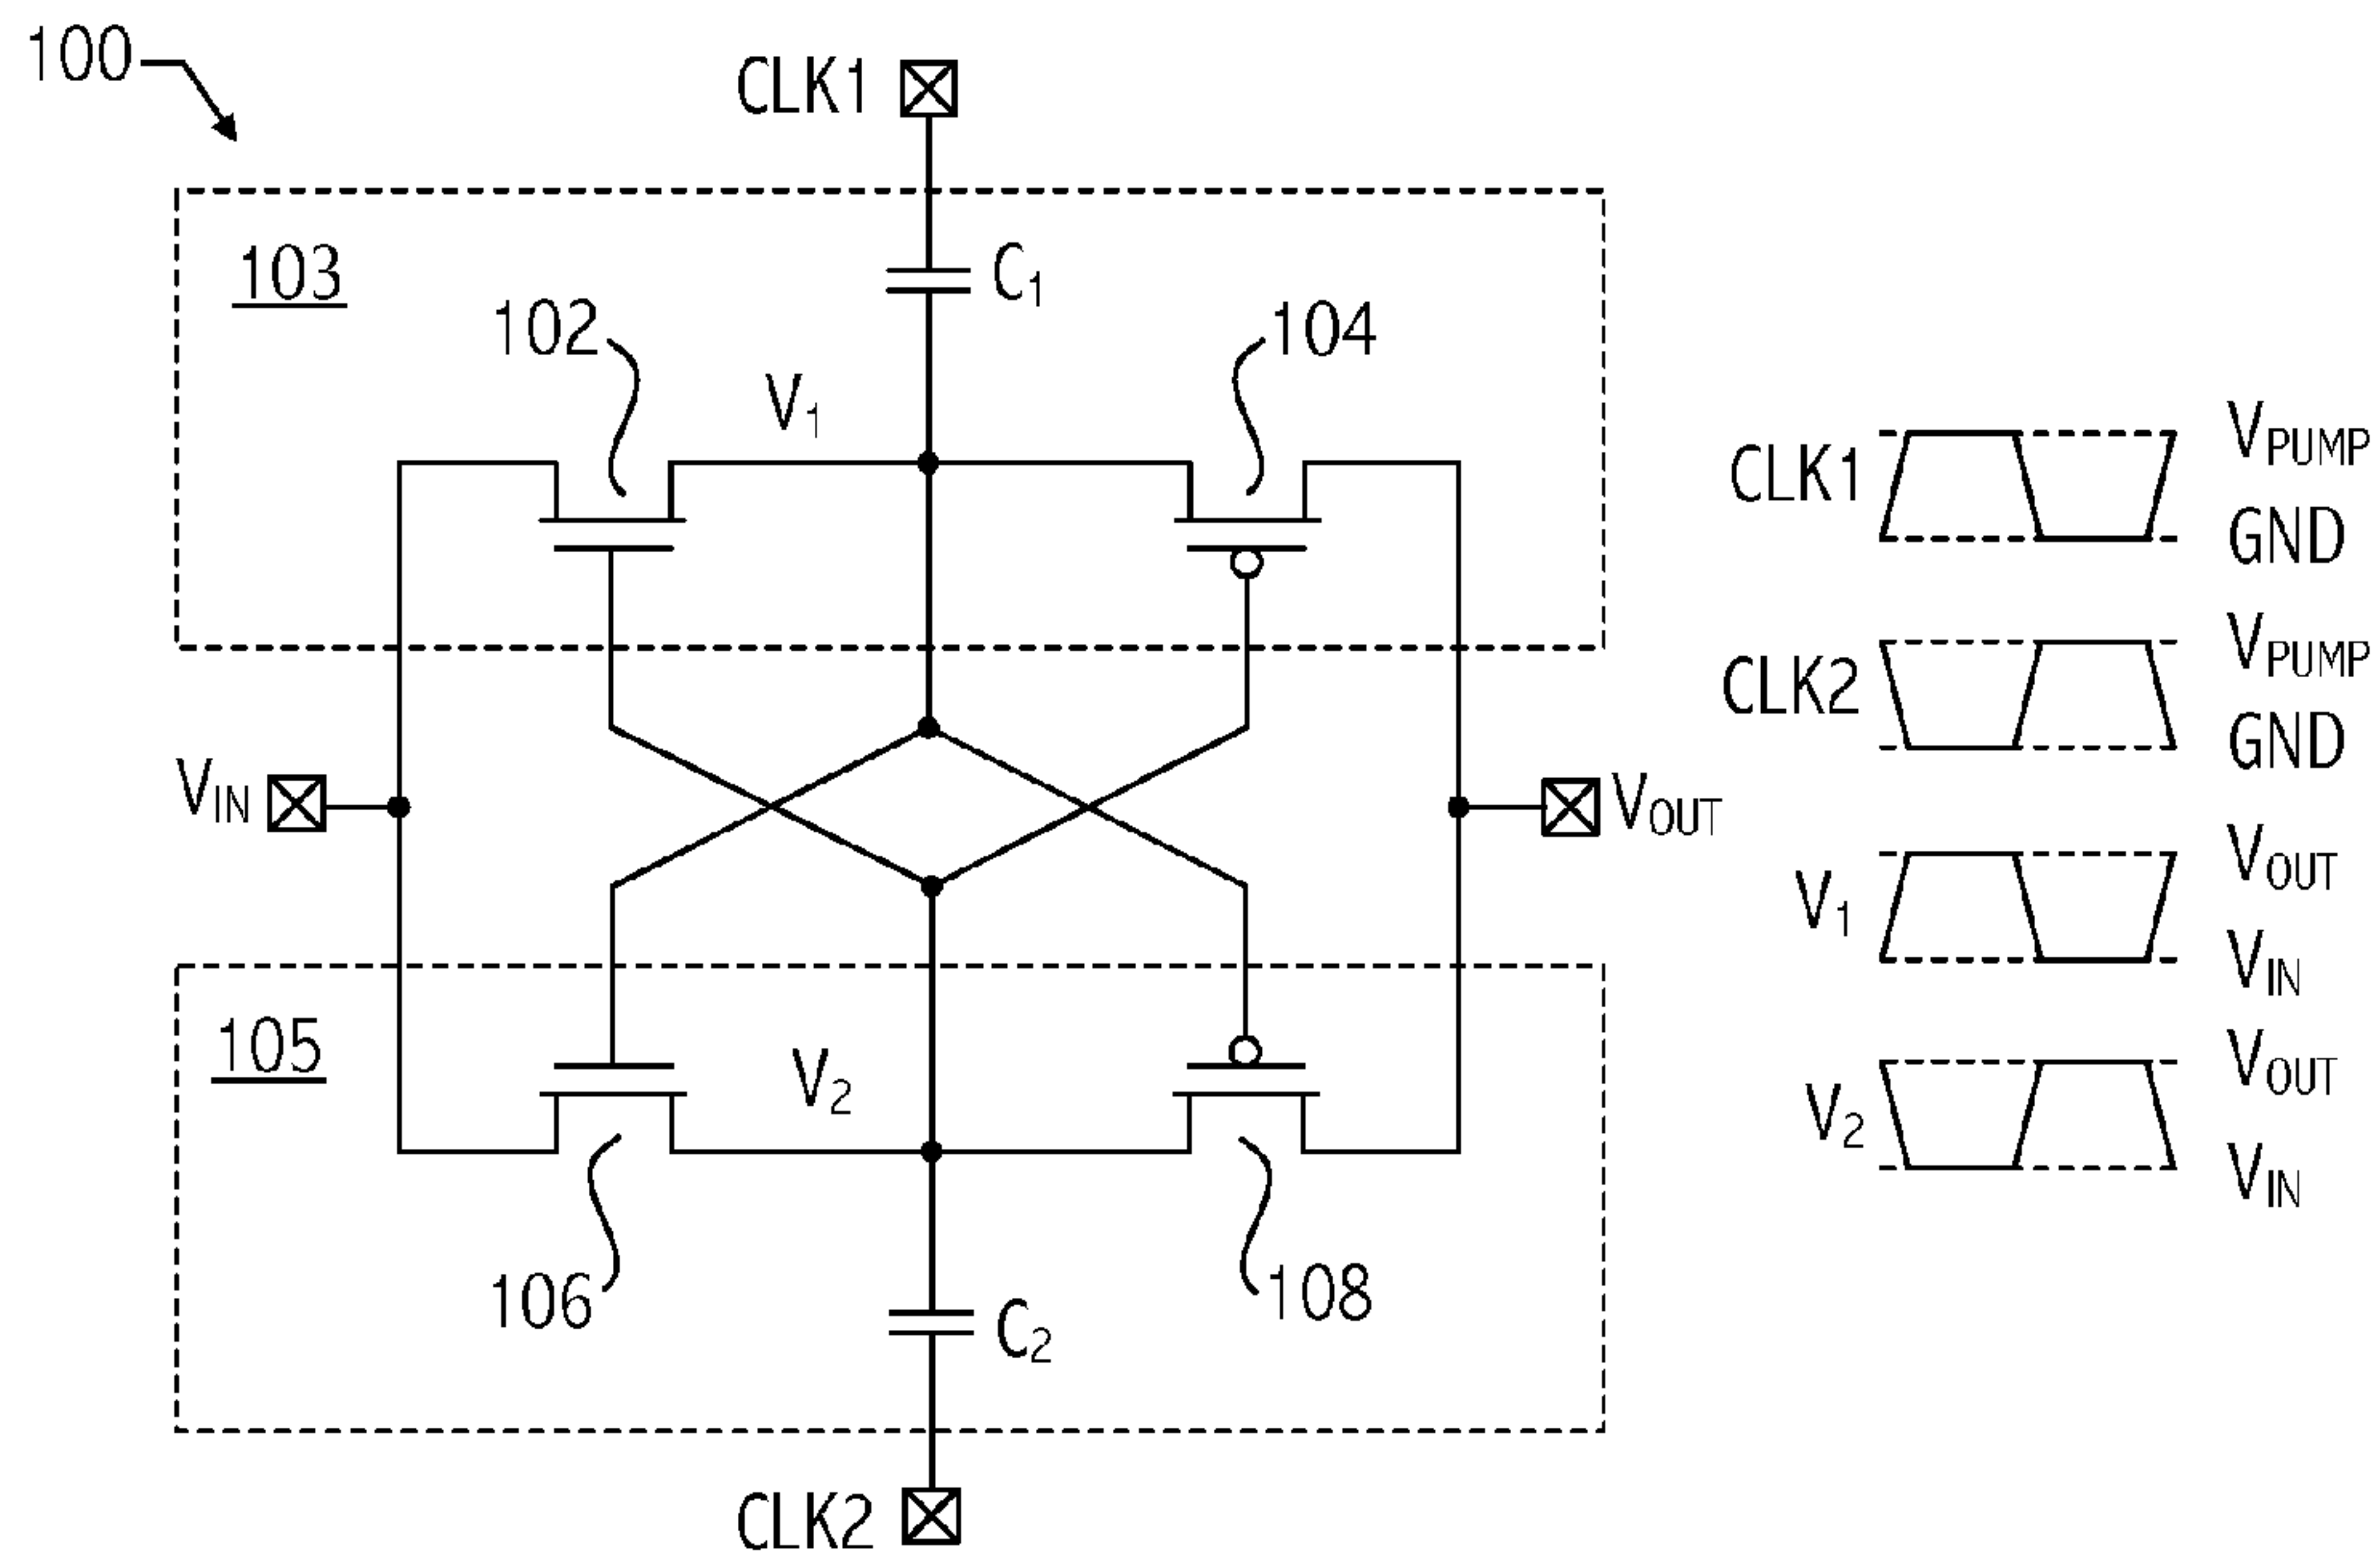 100
CLK1
103
C1
102
104
V1
VIN
VOUT
105
V2
106
108
C2
CLK2
CLK1
VPUMP
GND
CLK2
VPUMP
GND
V1
VOUT
VIN
V2
VOUT
VIN